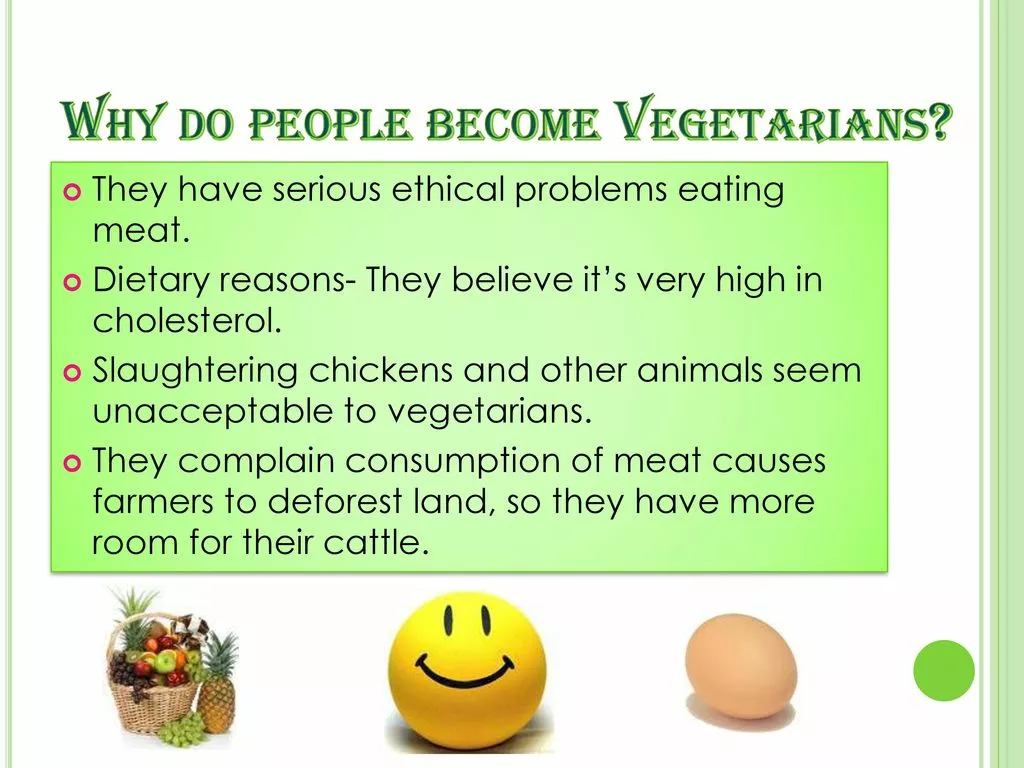 Why do people become Vegetarians?
They have serious ethical problems eating
meat.
Dietary reasons- They believe it’s very high in
cholesterol.
Slaughtering chickens and other animals seem
unacceptable to vegetarians.
They complain consumption of meat causes
farmers to deforest land, so they have more
room for their cattle.